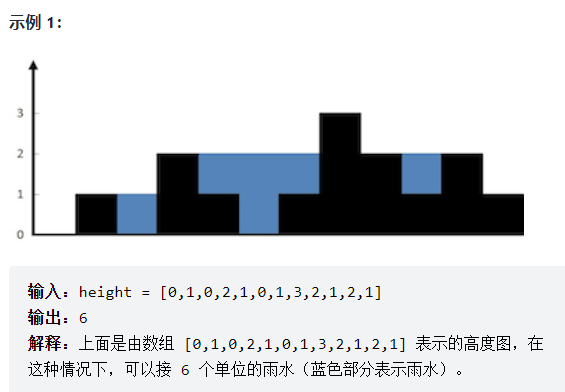 示例 1：
3
2
1
0
输入：height = [0,1,0,2,1,0,1,3,2,1,2,1]
输出：6
解释：上面是由数组 [0,1,0,2,1,0,1,3,2,1,2,1] 表示的高度图，在
这种情况下，可以接 6 个单位的雨水（蓝色部分表示雨水）。